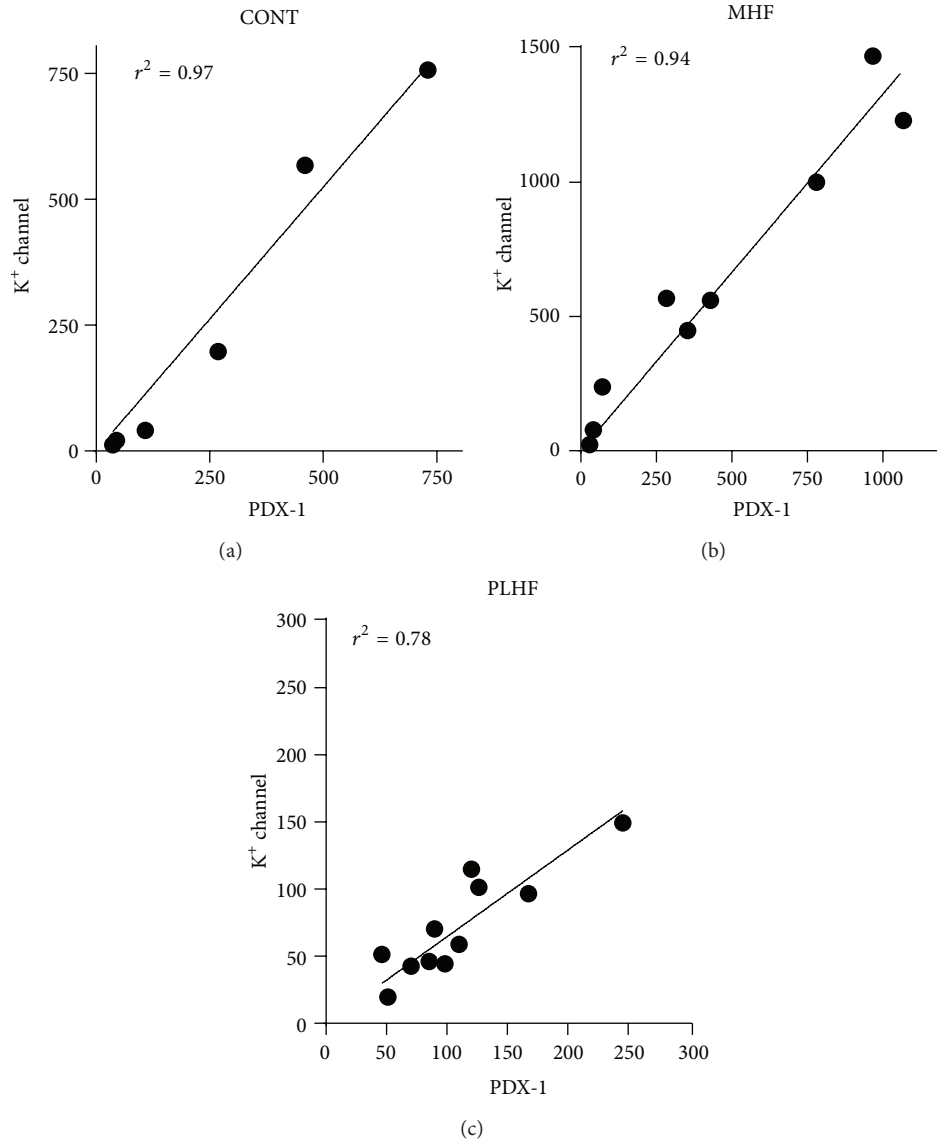 CONT
r² = 0.97
750
500
250
0
K⁺ channel
0 250 500 750
PDX-1
(a)
MHF
r² = 0.94
1500
1000
500
0
K⁺ channel
0 250 500 750 1000
PDX-1
(b)
PLHF
r² = 0.78
300
250
200
150
100
50
0
K⁺ channel
0 50 100 150 200 250 300
PDX-1
(c)